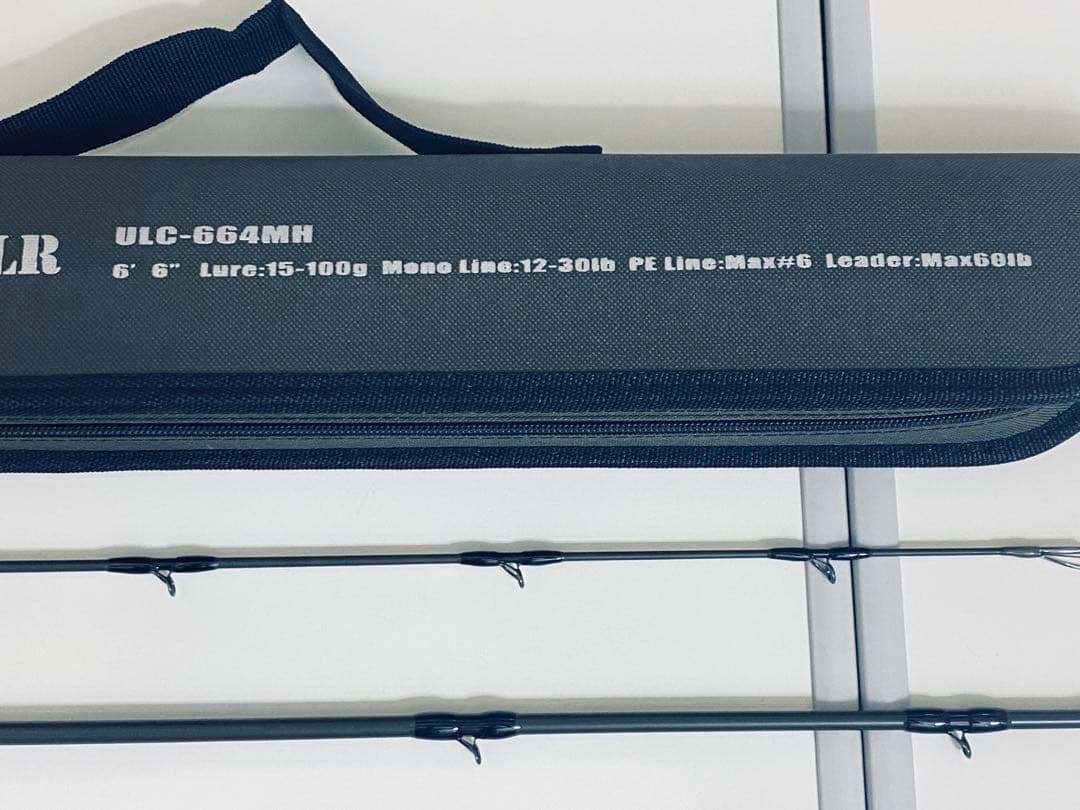 LR
ULC-664MH
6' 6" Lure:15-100g Mono Line:12-30lb PE Line:Max#6 Leader:Max60lb